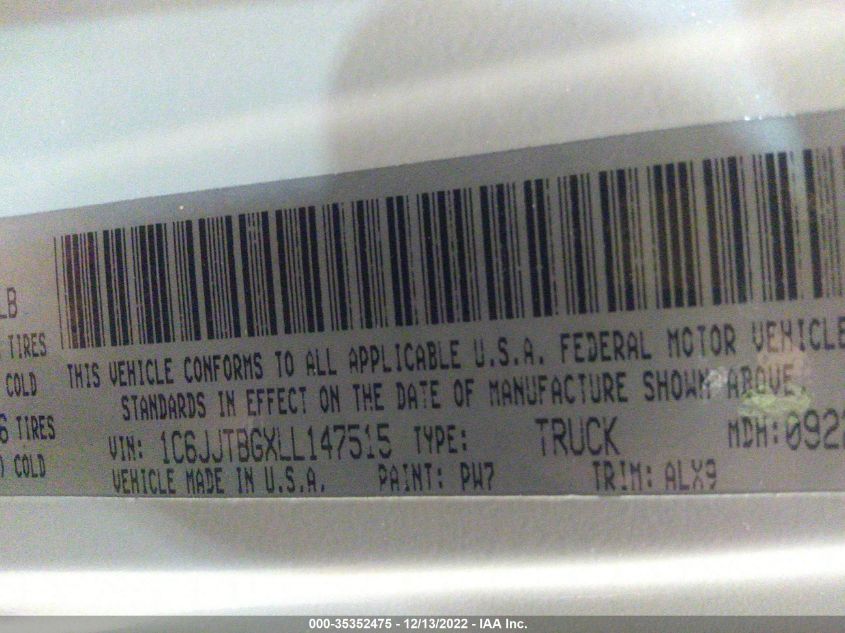 LB
TIRES
COLD
6 TIRES
) COLD
THIS VEHICLE CONFORMS TO ALL APPLICABLE U.S.A. FEDERAL MOTOR VEHICLE
STANDARDS IN EFFECT ON THE DATE OF MANUFACTURE SHOWN ABOVE.
VIN: 1C6JJTBGXLL147515 TYPE: TRUCK MDH: 0922
VEHICLE MADE IN U.S.A. PAINT: PW7 TRIM: ALX9
000-35352475 - 12/13/2022 - IAA Inc.